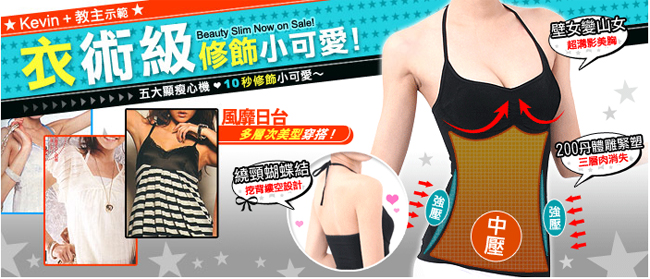 ★ Kevin + 教主示範 ★
Beauty Slim Now on Sale!
衣術級修飾小可愛!
五大顯瘦心機 ❤ 10秒修飾小可愛~
風靡日台
多層次美型穿搭!
繞頸蝴蝶結
挖背縷空設計
壁女變山女
超溝影美胸
200丹體雕緊塑
三層肉消失
強壓
中壓
強壓